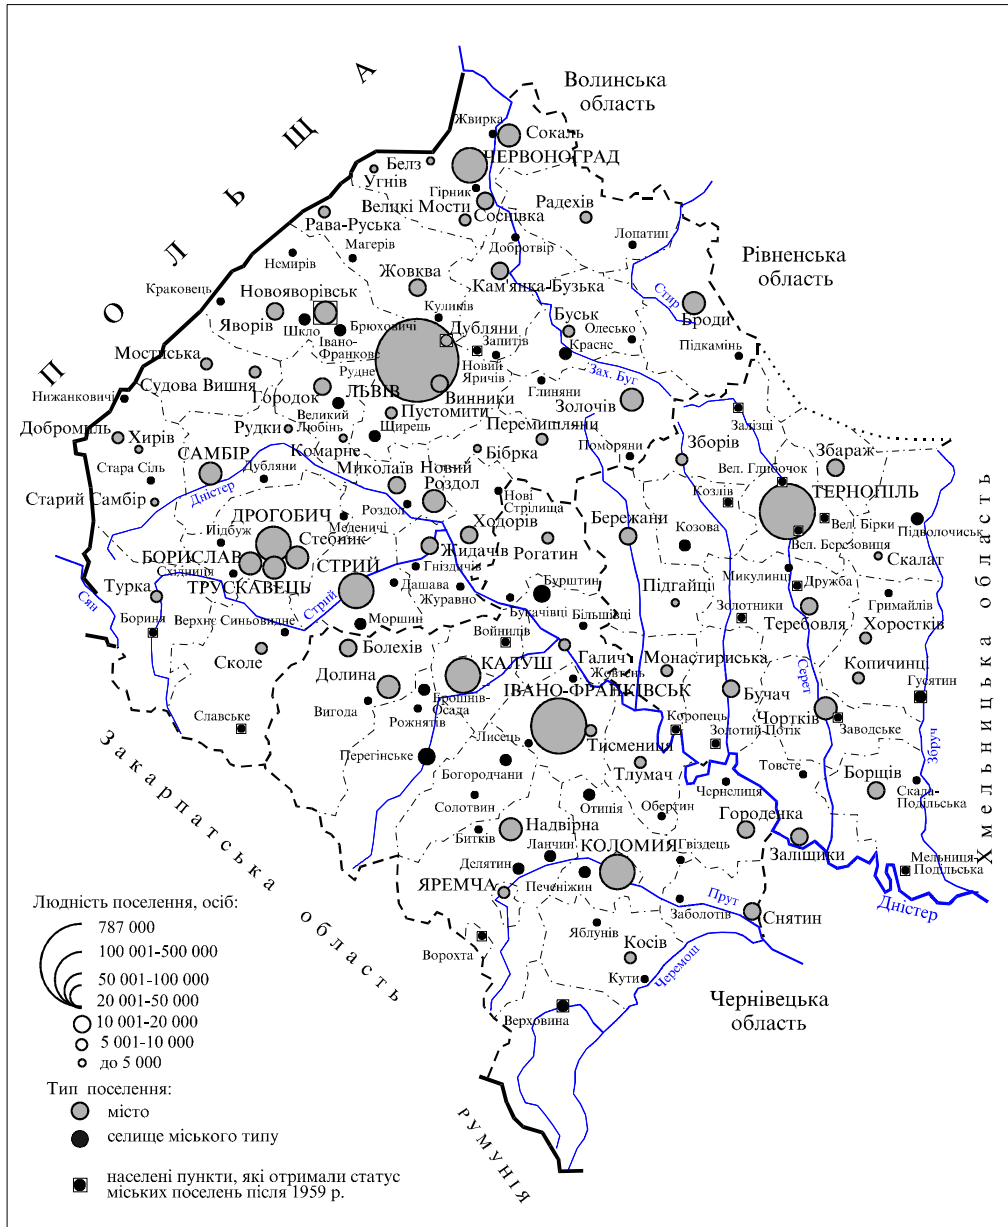 ПОЛЬЩА
Волинська
область
Жвирка
Сокаль
ЧЕРВОНОГРАД
Белз
Угнів
Гірник
Великі Мости
Соснівка
Радехів
Рава-Руська
Магерів
Добротвір
Лопатин
Рівненська
область
Немирів
Жовква
Кам'янка-Бузька
Краковець
Новояворівськ
Куликів
Стир
Броди
Яворів
Шкло
Івано-
Франкове
Брюховичі
Дубляни
Буськ
Олесько
Запитів
Красне
Підкамінь
Мостиська
Рудне
Новий
Яричів
Зах. Буг
Судова Вишня
ЛЬВІВ
Винники
Глиняни
Нижанковичі
Городок
Великий
Любінь
Пустомити
Золочів
Залізці
Добромиль
Хирів
Рудки
Щирець
Перемишляни
Комарне
Бібрка
Поморяни
Зборів
Збараж
Стара Сіль
САМБІР
Дубляни
Миколаїв
Новий
Роздол
Вел. Глибочок
Старий Самбір
Дністер
Роздол
Нові
Стрілища
Козлів
ТЕРНОПІЛЬ
Меденичі
Ходорів
Бережани
Козова
Вел. Бірки
Підволочиськ
ДРОГОБИЧ
Підбуж
Стебник
Жидачів
Рогатин
Вел. Березовиця
БОРИСЛАВ
Східниця
ТРУСКАВЕЦЬ
СТРИЙ
Гніздичів
Скалат
Турка
Стрий
Дашава
Журавно
Бурштин
Підгайці
Микулинці
Дружба
Гримайлів
Сян
Бориня
Верхнє Синьовидне
Моршин
Букачівці
Більшівці
Золотники
Теребовля
Хоростків
Сколе
Болехів
Войнилів
Галич
Монастириська
Копичинці
Долина
КАЛУШ
Жовтень
Гусятин
Вигода
Брошнів-
Осада
ІВАНО-ФРАНКІВСЬК
Бучач
Серет
Чортків
Славське
Рожнятів
Коропець
Золотий Потік
Заводське
Збруч
Перегінське
Лисець
Тисмениця
Богородчани
Тлумач
Товсте
Борщів
Скала-
Подільська
Чернелиця
Солотвин
Отинія
Обертин
Городенка
Битків
Надвірна
Заліщики
Ланчин
КОЛОМИЯ
Гвіздець
Делятин
Мельниця-
Подільська
ЯРЕМЧА
Печеніжин
Прут
Дністер
Заболотів
Снятин
Яблунів
Ворохта
Косів
Кути
Черемош
Верховина
Чернівецька
область
Закарпатська область
Хмельницька область
РУМУНІЯ
Людність поселення, осіб:
787 000
100 001-500 000
50 001-100 000
20 001-50 000
10 001-20 000
5 001-10 000
до 5 000
Тип поселення:
місто
селище міського типу
населені пункти, які отримали статус
міських поселень після 1959 р.